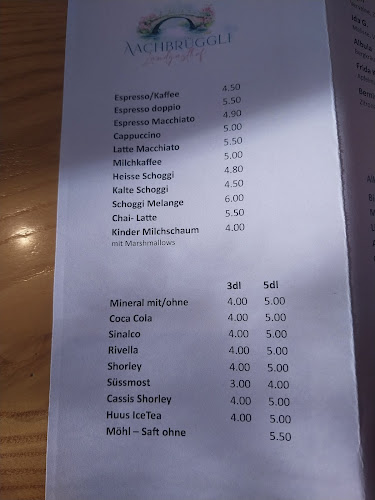 AACHBRÜGGLI
Landgasthof
Espresso/Kaffee 4.50
Espresso doppio 5.50
Espresso Macchiato 4.90
Cappuccino 5.00
Latte Macchiato 5.50
Milchkaffee 5.00
Heisse Schoggi 4.80
Kalte Schoggi 4.50
Schoggi Melange 6.00
Chai- Latte 5.50
Kinder Milchschaum 4.00
mit Marshmallows
3dl 5dl
Mineral mit/ohne 4.00 5.00
Coca Cola 4.00 5.00
Sinalco 4.00 5.00
Rivella 4.00 5.00
Shorley 4.00 5.00
Süssmost 3.00 4.00
Cassis Shorley 4.00 5.00
Huus IceTea 4.00 5.00
Möhl – Saft ohne 5.50
Ida G.
Albula
Frida